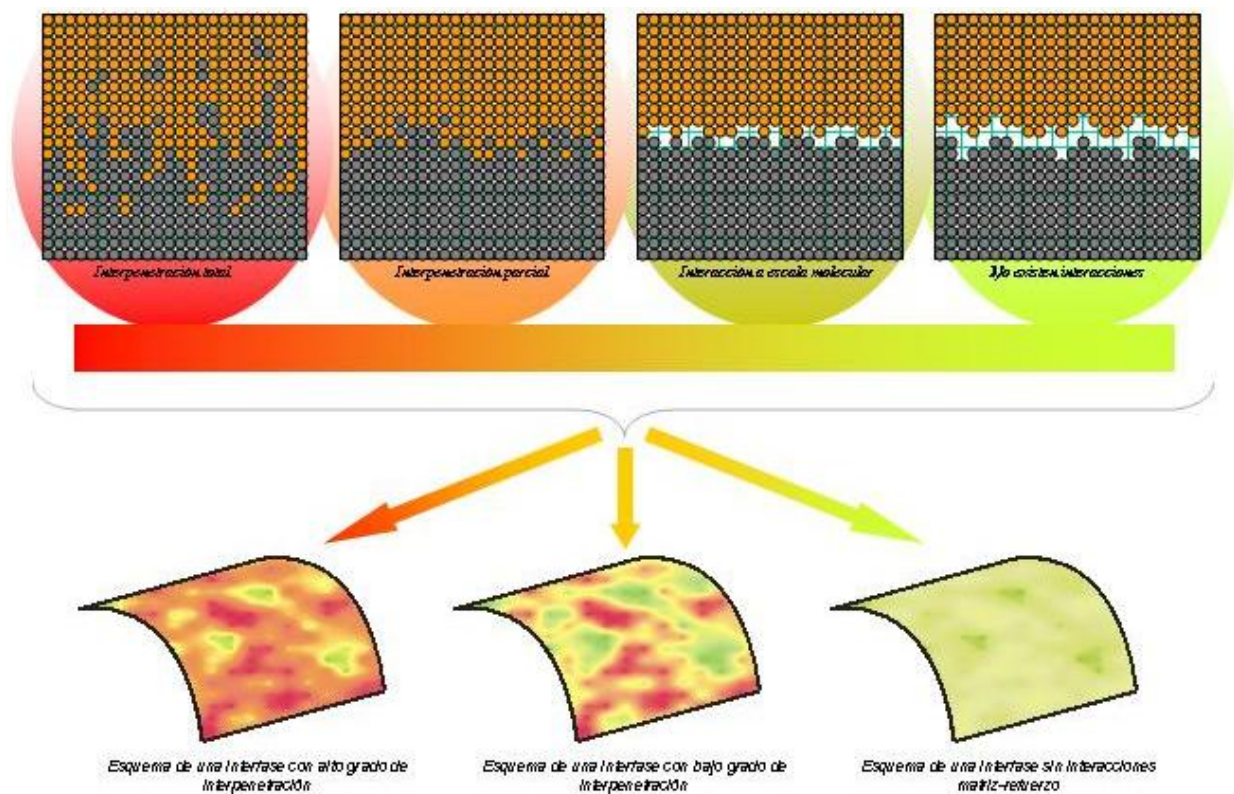 Interpenetración total
Interpenetración parcial
Interacción a escala molecular
No existen interacciones
Esquema de una interfase con alto grado de
interpenetración
Esquema de una interfase con bajo grado de
interpenetración
Esquema de una interfase sin interacciones
matriz-refuerzo